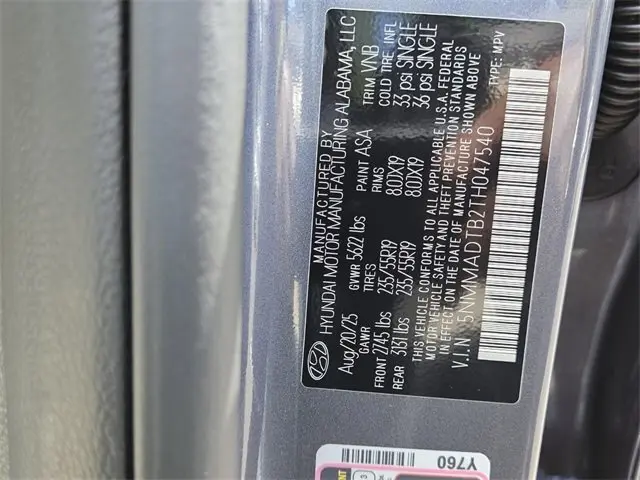 MANUFACTURED BY
HYUNDAI MOTOR MANUFACTURING ALABAMA, LLC
Aug/20/25 GVWR 5622 lbs PAINT ASA TRIM VNB
GAWR TIRES RIMS COLD TIRE INFL
FRONT 2745 lbs 235/55R19 8.0JX19 33 psi SINGLE
REAR 3131 lbs 235/55R19 8.0JX19 36 psi SINGLE
THIS VEHICLE CONFORMS TO ALL APPLICABLE U.S.A. FEDERAL
MOTOR VEHICLE SAFETY AND THEFT PREVENTION STANDARDS
IN EFFECT ON THE DATE OF MANUFACTURE SHOWN ABOVE
V.I.N: 5NMMADTB2TH047540 TYPE: MPV
Y760